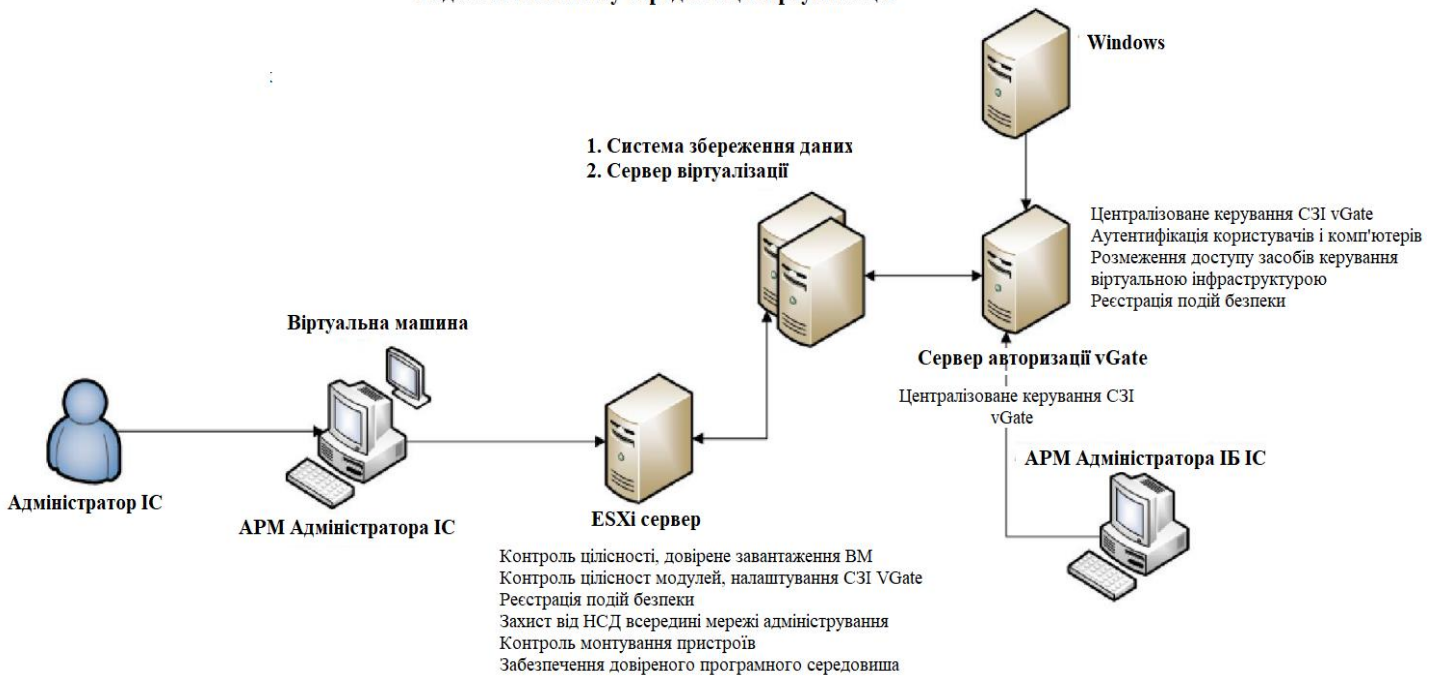 Windows
1. Система збереження даних
2. Сервер віртуалізації
Централізоване керування СЗІ vGate
Аутентифікація користувачів і комп'ютерів
Розмеження доступу засобів керування
віртуальною інфраструктурою
Реєстрація подій безпеки
Віртуальна машина
Сервер авторизації vGate
Централізоване керування СЗІ
vGate
АРМ Адміністратора ІБ ІС
Адміністратор ІС
АРМ Адміністратора ІС
ESXi сервер
Контроль цілісності, довірене завантаження ВМ
Контроль цілісност модулей, налаштування СЗІ VGate
Реєстрація подій безпеки
Захист від НСД всередині мережі адміністрування
Контроль монтування пристроїв
Забезпечення довіреного програмного середовиша